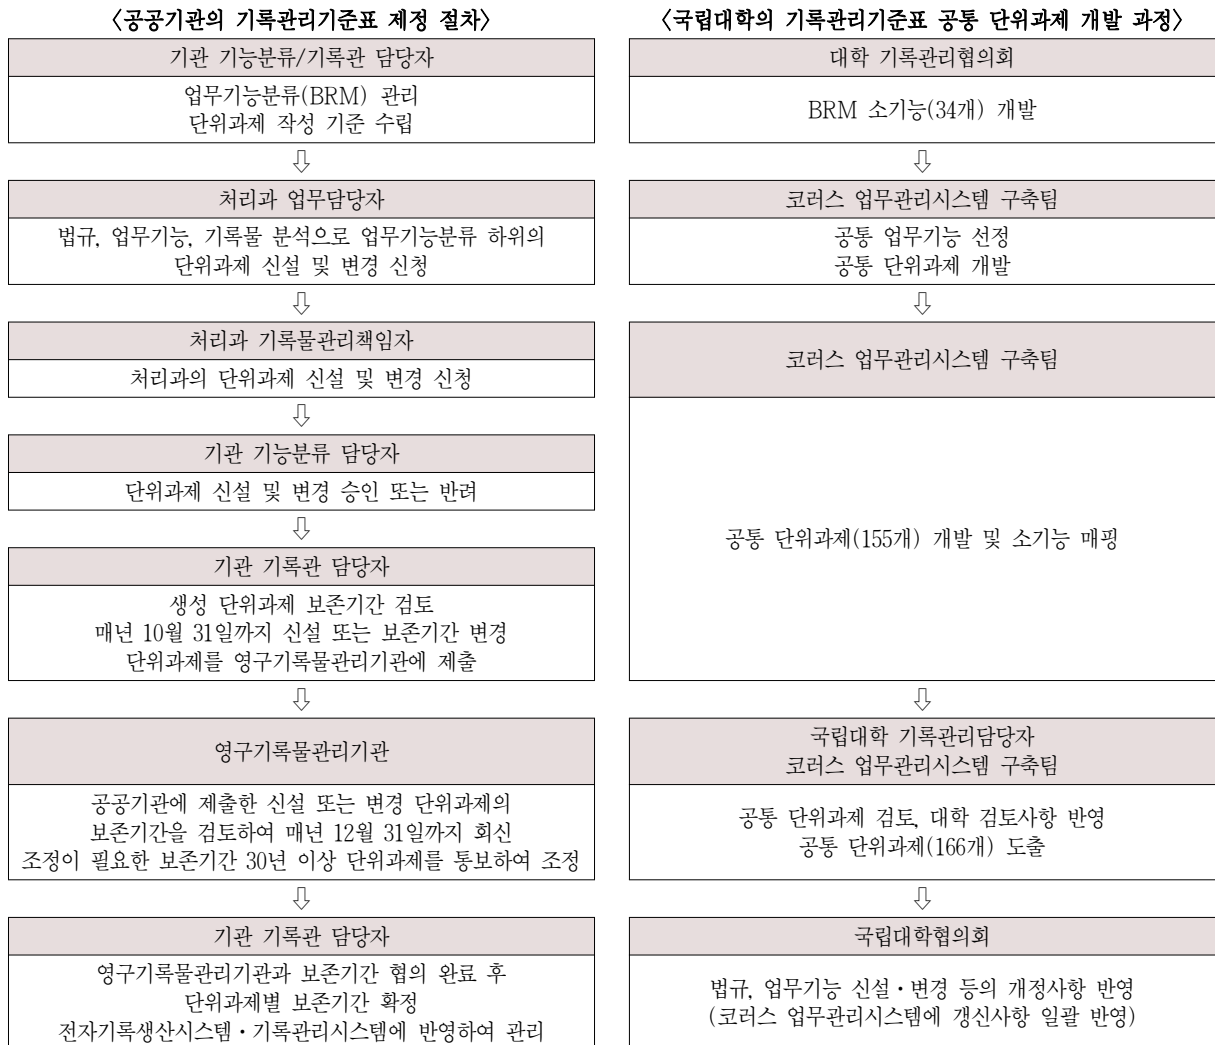 〈공공기관의 기록관리기준표 제정 절차〉
기관 기능분류/기록관 담당자
업무기능분류(BRM) 관리
단위과제 작성 기준 수립
⇩
처리과 업무담당자
법규, 업무기능, 기록물 분석으로 업무기능분류 하위의
단위과제 신설 및 변경 신청
⇩
처리과 기록물관리책임자
처리과의 단위과제 신설 및 변경 신청
⇩
기관 기능분류 담당자
단위과제 신설 및 변경 승인 또는 반려
⇩
기관 기록관 담당자
생성 단위과제 보존기간 검토
매년 10월 31일까지 신설 또는 보존기간 변경
단위과제를 영구기록물관리기관에 제출
⇩
영구기록물관리기관
공공기관에 제출한 신설 또는 변경 단위과제의
보존기간을 검토하여 매년 12월 31일까지 회신
조정이 필요한 보존기간 30년 이상 단위과제를 통보하여 조정
⇩
기관 기록관 담당자
영구기록물관리기관과 보존기간 협의 완료 후
단위과제별 보존기간 확정
전자기록생산시스템・기록관리시스템에 반영하여 관리
〈국립대학의 기록관리기준표 공통 단위과제 개발 과정〉
대학 기록관리협의회
BRM 소기능(34개) 개발
⇩
코러스 업무관리시스템 구축팀
공통 업무기능 선정
공통 단위과제 개발
⇩
코러스 업무관리시스템 구축팀
공통 단위과제(155개) 개발 및 소기능 매핑
⇩
국립대학 기록관리담당자
코러스 업무관리시스템 구축팀
공통 단위과제 검토, 대학 검토사항 반영
공통 단위과제(166개) 도출
⇩
국립대학협의회
법규, 업무기능 신설・변경 등의 개정사항 반영
(코러스 업무관리시스템에 갱신사항 일괄 반영)